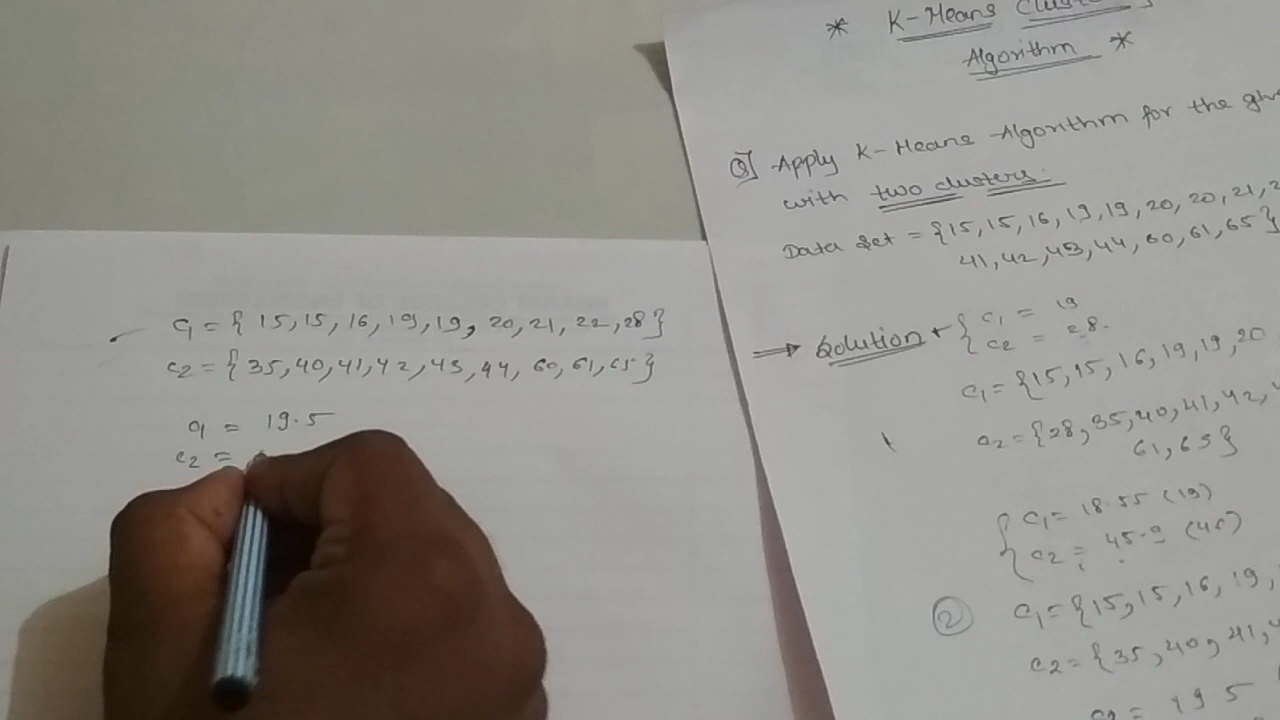 C1 = { 15, 15, 16, 19, 19, 20, 21, 22, 28 }
C2 = { 35, 40, 41, 42, 43, 44, 60, 61, 65 }
C1 = 19.5
C2 =
* K-Means
Algorithm *
Q] Apply K-Means Algorithm for the
with two clusters.
Data Set = {15, 15, 16, 19, 19, 20, 20, 21,
41, 42, 43, 44, 60, 61, 65}
⟹ Solution → { C1 = 19
C2 = 28.
C1 = {15, 15, 16, 19, 19, 20
C2 = {28, 35, 40, 41, 42,
61, 65}
{ C1 = 18.55 (19)
C2 = 45.9 (46)
② C1 = {15, 15, 16, 19,
C2 = {35, 40, 41,
C1 = 19 5